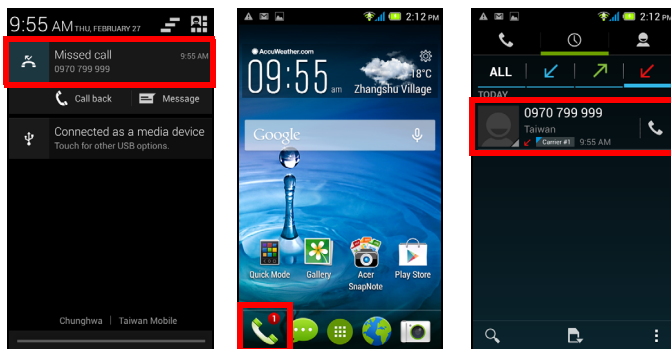 9:55 AM THU, FEBRUARY 27
Missed call
9:55 AM
0970 799 999
Call back
Message
Connected as a media device
Touch for other USB options.
Chunghwa | Taiwan Mobile
2:12 PM
AccuWeather.com
09:55 am
-18°C
Zhangshu Village
Google
Quick Mode
Gallery
Acer SnapNote
Play Store
1
2:12 PM
ALL
TODAY
0970 799 999
Taiwan
Carrier #1 9:55 AM